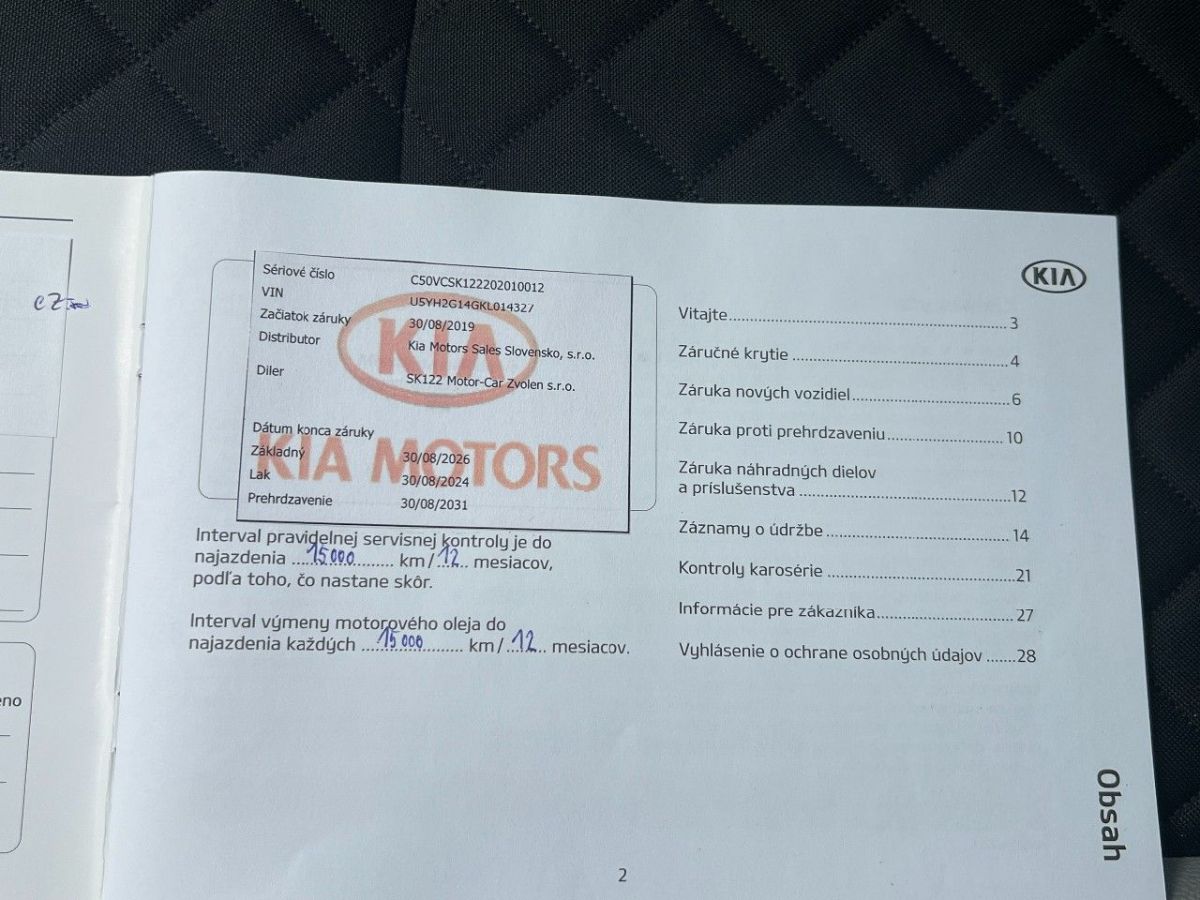 Sériové číslo C50VCSK122202010012
VIN U5YH2G14GKL014327
Začiatok záruky 30/08/2019
Distributor Kia Motors Sales Slovensko, s.r.o.
Diler SK122 Motor-Car Zvolen s.r.o.
KIA
Dátum konca záruky
Základný 30/08/2026
Lak 30/08/2024
Prehrdzavenie 30/08/2031
KIA MOTORS
Interval pravidelnej servisnej kontroly je do
najazdenia ....15 000......... km/.12.. mesiacov,
podľa toho, čo nastane skôr.
Interval výmeny motorového oleja do
najazdenia každých ....15 000......... km/.12... mesiacov.
KIA
Vitajte 3
Záručné krytie 4
Záruka nových vozidiel 6
Záruka proti prehrdzaveniu 10
Záruka náhradných dielov
a príslušenstva 12
Záznamy o údržbe 14
Kontroly karosérie 21
Informácie pre zákazníka 27
Vyhlásenie o ochrane osobných údajov 28
Obsah
2